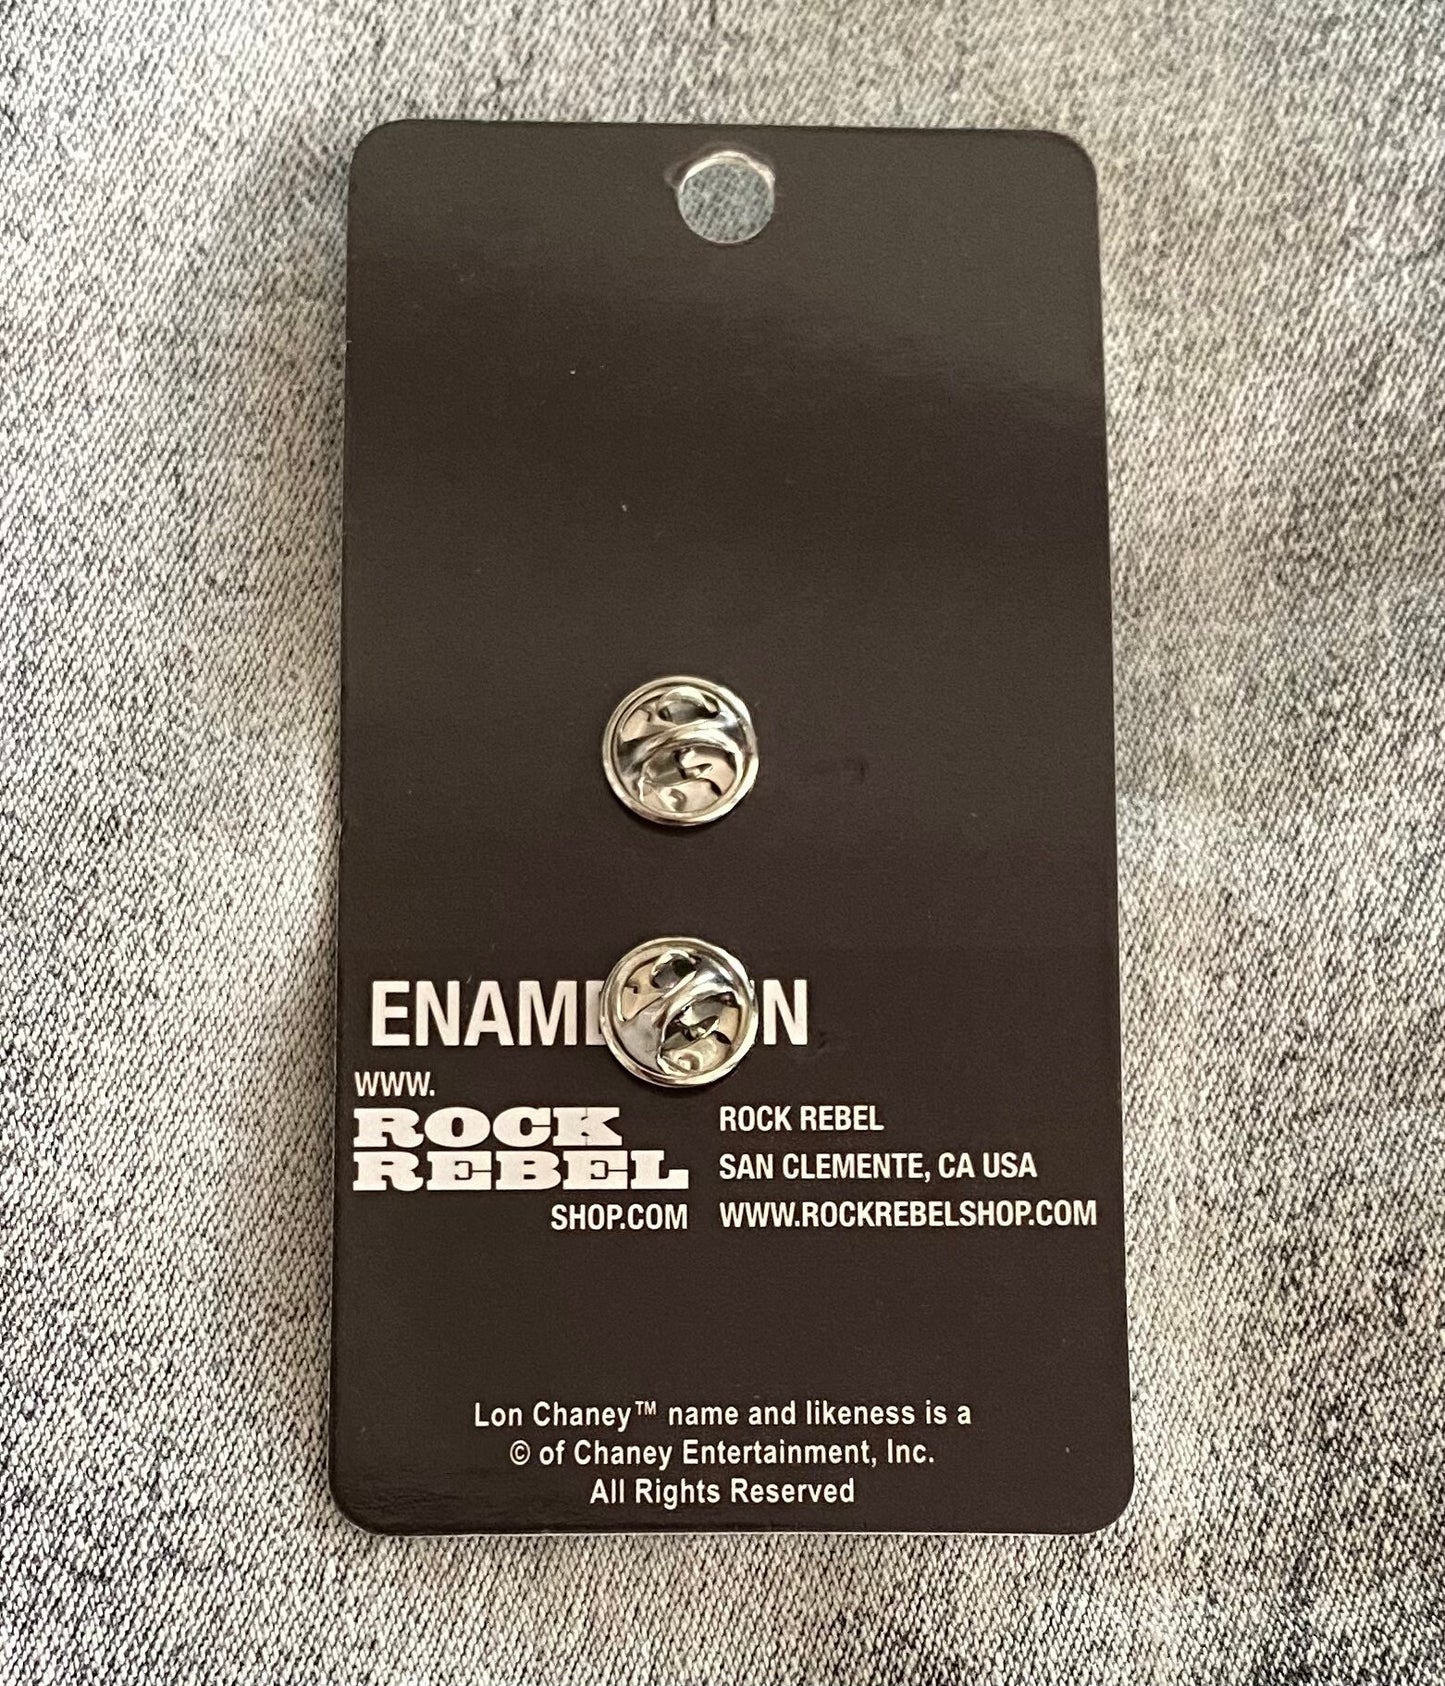 ENAM N
WWW.
ROCK
REBEL
SHOP.COM
ROCK REBEL
SAN CLEMENTE, CA USA
WWW.ROCKREBELSHOP.COM
Lon Chaney™ name and likeness is a
© of Chaney Entertainment, Inc.
All Rights Reserved